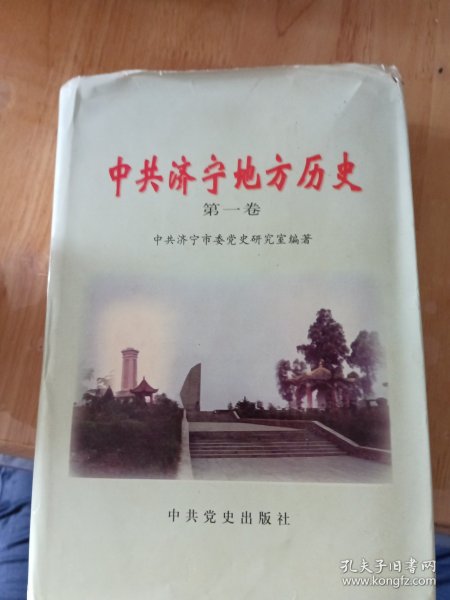 中共济宁地方历史
第一卷
中共济宁市委党史研究室编著
中共党史出版社
孔夫子旧书网
www.kongfz.com